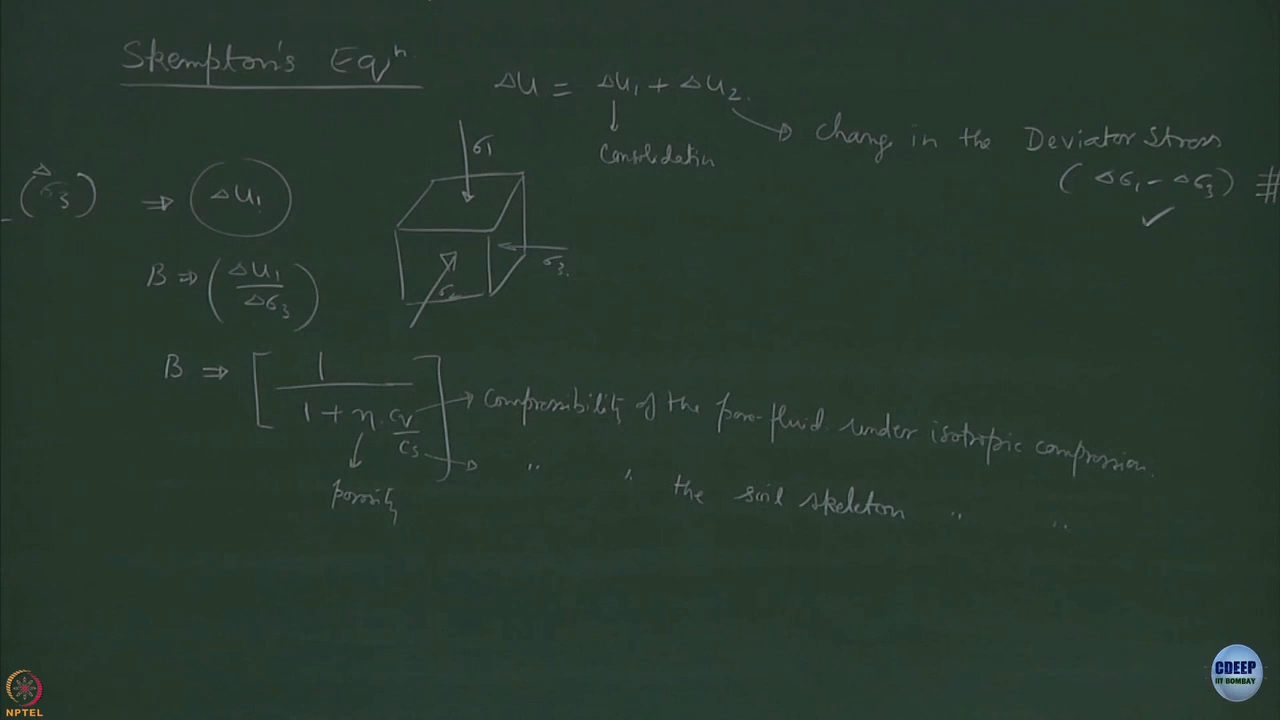 Skempton's Eqⁿ
ΔU = ΔU₁ + ΔU₂
Consolidation
Change in the Deviator Stress
(Δσ₁ - Δσ₃) #
(Δσ₃) ⇒ ΔU₁
σ1
σ3
B ⇒ (ΔU₁/Δσ₃)
B ⇒ [1/(1 + η. Cv/Cs)]
Compressibility of the pore-fluid under isotropic compression.
" " the soil skeleton " "
porosity
NPTEL
CDEEP
IIT BOMBAY